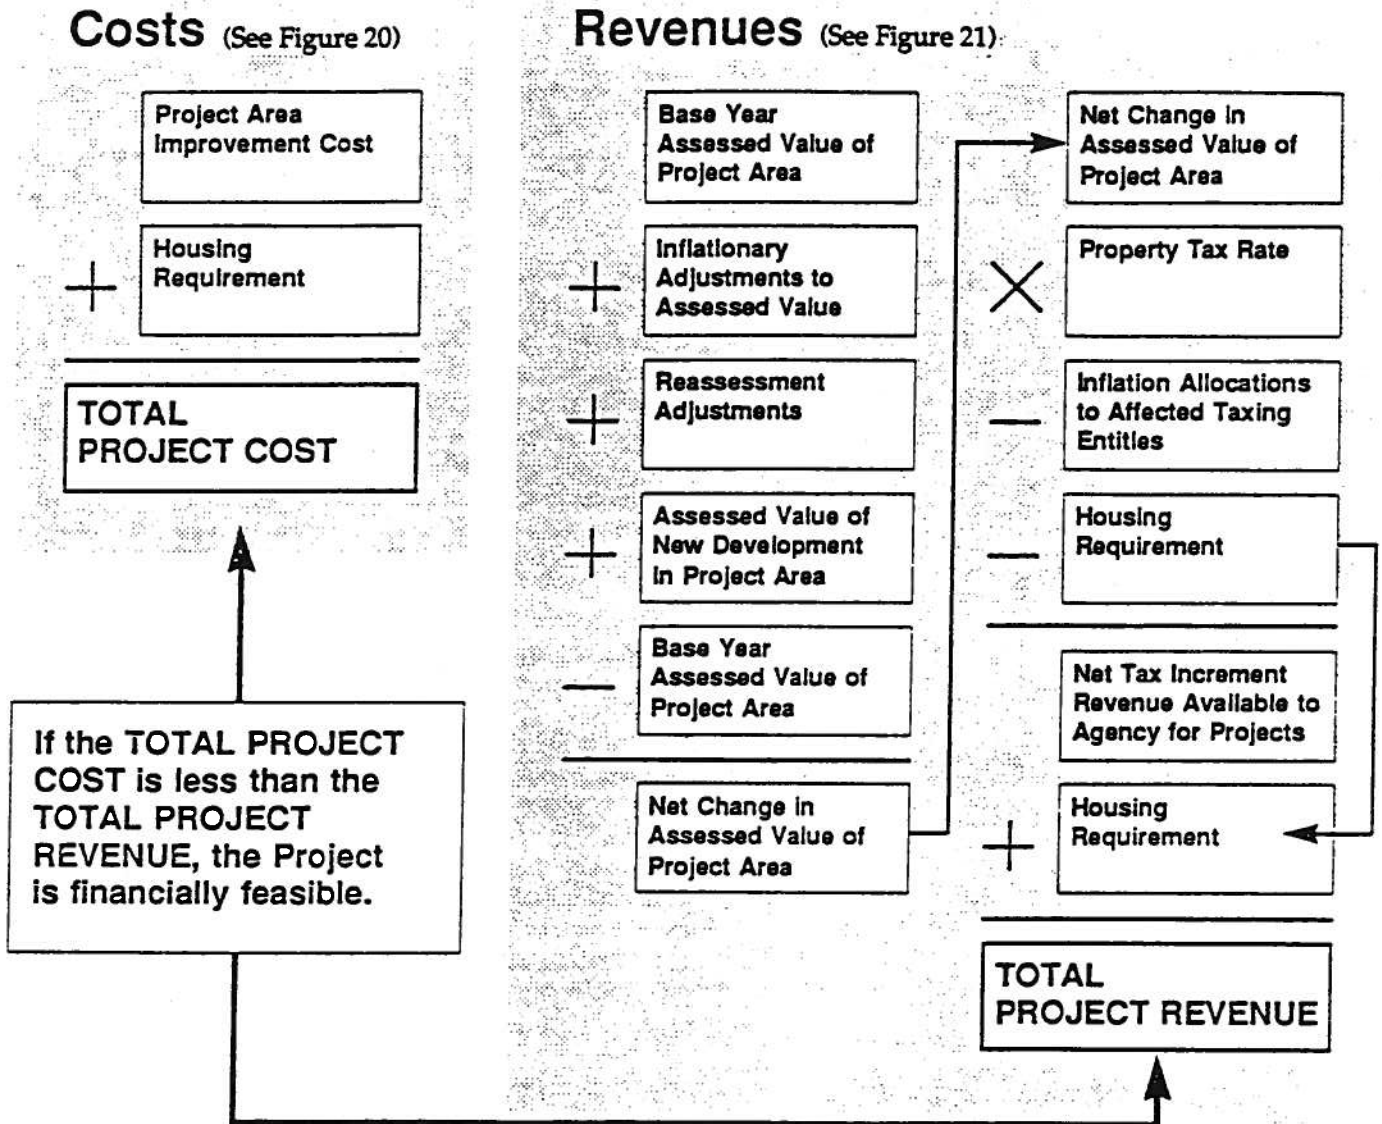 Costs (See Figure 20)
Project Area
Improvement Cost
+
Housing
Requirement
TOTAL
PROJECT COST
If the TOTAL PROJECT
COST is less than the
TOTAL PROJECT
REVENUE, the Project
is financially feasible.
Revenues (See Figure 21)
Base Year
Assessed Value of
Project Area
+
Inflationary
Adjustments to
Assessed Value
+
Reassessment
Adjustments
+
Assessed Value of
New Development
in Project Area
—
Base Year
Assessed Value of
Project Area
Net Change in
Assessed Value of
Project Area
Net Change in
Assessed Value of
Project Area
×
Property Tax Rate
—
Inflation Allocations
to Affected Taxing
Entities
—
Housing
Requirement
Net Tax Increment
Revenue Available to
Agency for Projects
+
Housing
Requirement
TOTAL
PROJECT REVENUE